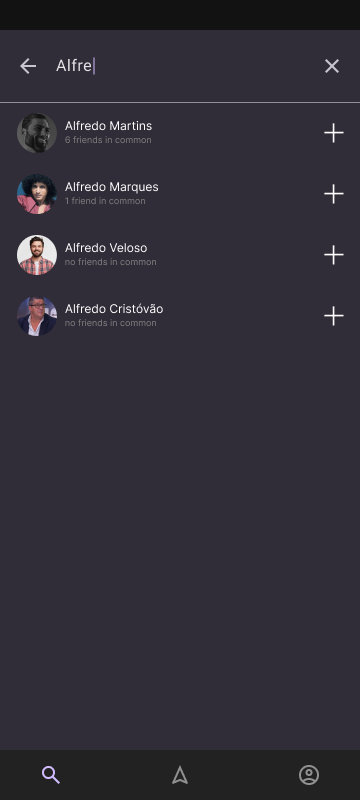 Alfre
Alfredo Martins
6 friends in common
Alfredo Marques
1 friend in common
Alfredo Veloso
no friends in common
Alfredo Cristóvão
no friends in common